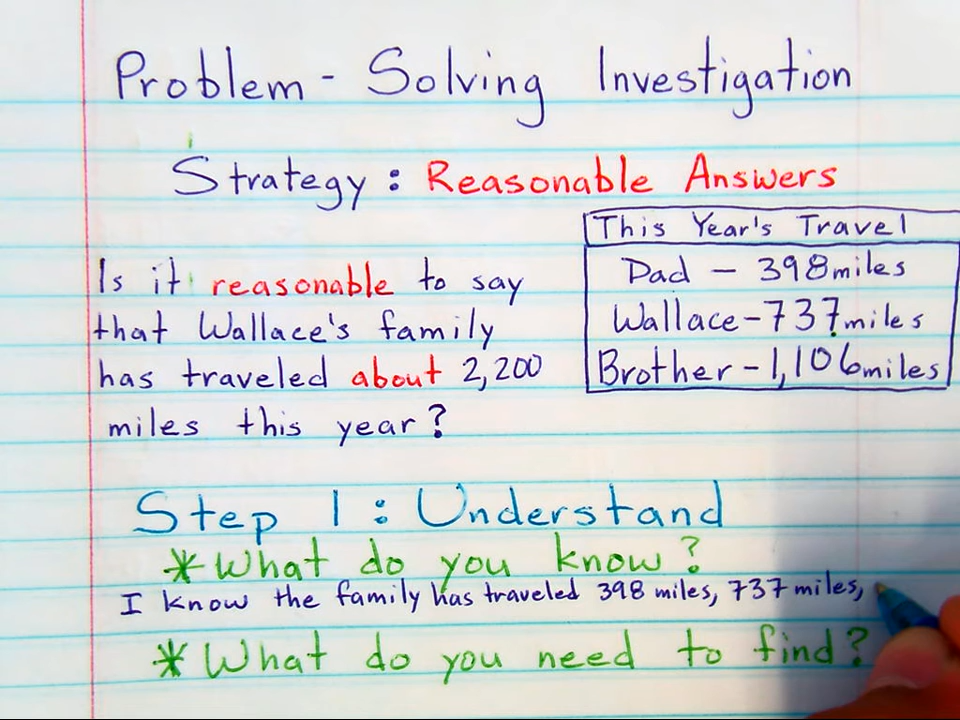 Problem - Solving Investigation
Strategy: Reasonable Answers
This Year's Travel
Dad - 398 miles
Wallace - 737 miles
Brother - 1,106 miles
Is it reasonable to say
that Wallace's family
has traveled about 2,200
miles this year?
Step 1: Understand
*What do you know?
I know the family has traveled 398 miles, 737 miles,
*What do you need to find?